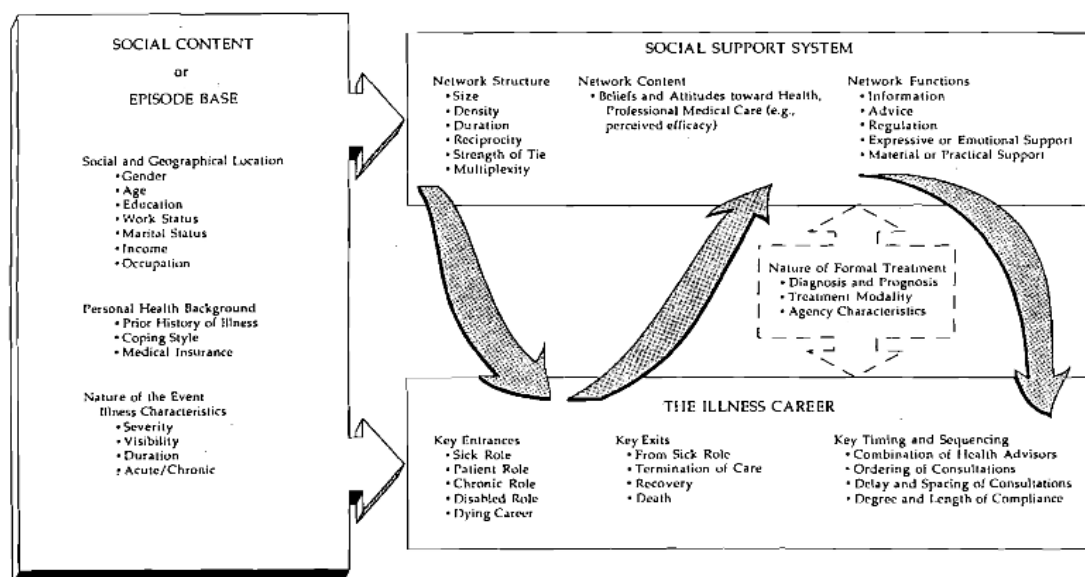 SOCIAL CONTENT
or
EPISODE BASE
Social and Geographical Location
• Gender
• Age
• Education
• Work Status
• Marital Status
• Income
• Occupation
Personal Health Background
• Prior History of Illness
• Coping Style
• Medical Insurance
Nature of the Event
Illness Characteristics
• Severity
• Visibility
• Duration
• Acute/Chronic
SOCIAL SUPPORT SYSTEM
Network Structure
• Size
• Density
• Duration
• Reciprocity
• Strength of Tie
• Multiplexity
Network Content
• Beliefs and Attitudes toward Health,
Professional Medical Care (e.g.,
perceived efficacy)
Network Functions
• Information
• Advice
• Regulation
• Expressive or Emotional Support
• Material or Practical Support
Nature of Formal Treatment
• Diagnosis and Prognosis
• Treatment Modality
• Agency Characteristics
THE ILLNESS CAREER
Key Entrances
• Sick Role
• Patient Role
• Chronic Role
• Disabled Role
• Dying Career
Key Exits
• From Sick Role
• Termination of Care
• Recovery
• Death
Key Timing and Sequencing
• Combination of Health Advisors
• Ordering of Consultations
• Delay and Spacing of Consultations
• Degree and Length of Compliance